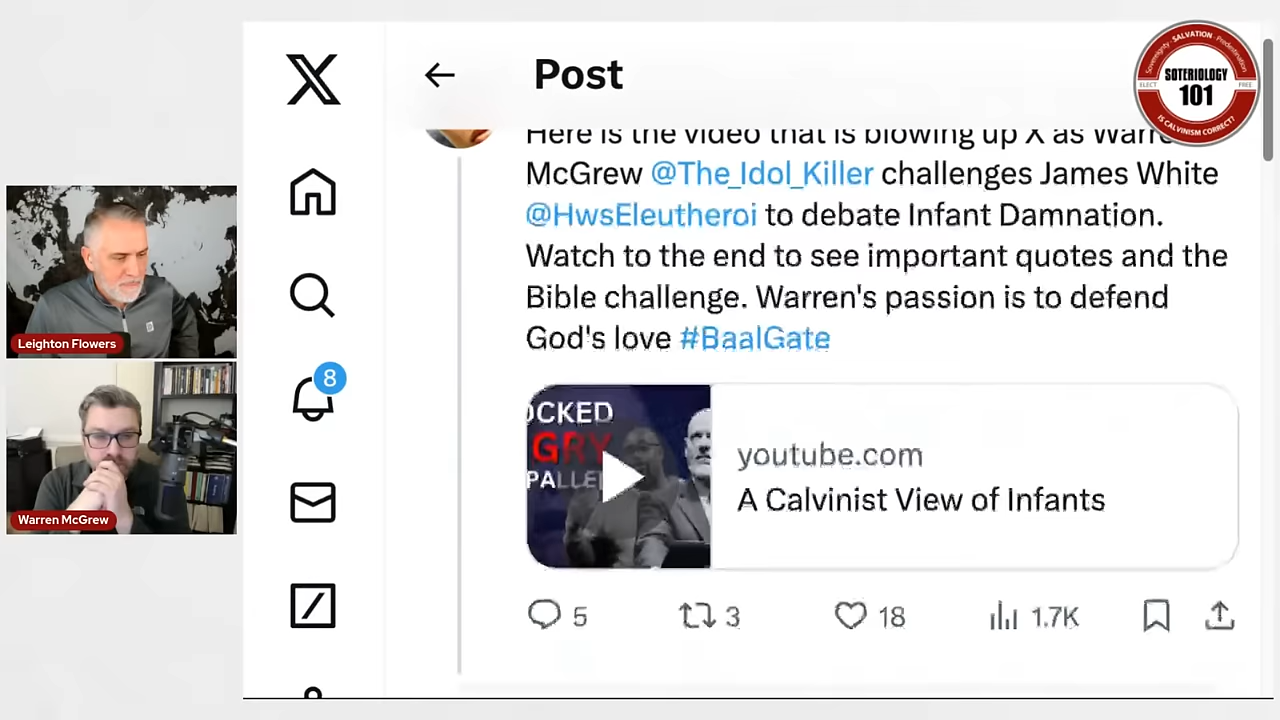 Post
Here is the video that is blowing up X as
McGrew @The_Idol_Killer challenges James White
@HwsEleutheroi to debate Infant Damnation.
Watch to the end to see important quotes and the
Bible challenge. Warren's passion is to defend
God's love #BaalGate
OCKED
GRY
PALLE
youtube.com
A Calvinist View of Infants
5
3
18
1.7K
8
Leighton Flowers
Warren McGrew
Sovereignty · SALVATION · Predestination
ELECT
SOTERIOLOGY
FREE
101
IS CALVINISM CORRECT?